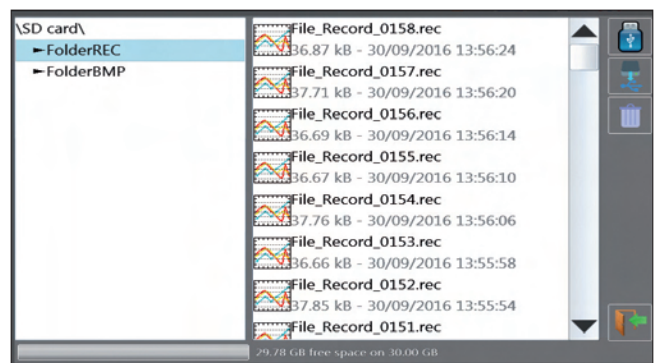 \SD card\
►FolderREC
►FolderBMP
File_Record_0158.rec
36.87 kB - 30/09/2016 13:56:24
File_Record_0157.rec
37.71 kB - 30/09/2016 13:56:20
File_Record_0156.rec
36.69 kB - 30/09/2016 13:56:14
File_Record_0155.rec
36.67 kB - 30/09/2016 13:56:10
File_Record_0154.rec
37.76 kB - 30/09/2016 13:56:06
File_Record_0153.rec
36.66 kB - 30/09/2016 13:55:58
File_Record_0152.rec
37.85 kB - 30/09/2016 13:55:54
File_Record_0151.rec
29.78 GB free space on 30.00 GB